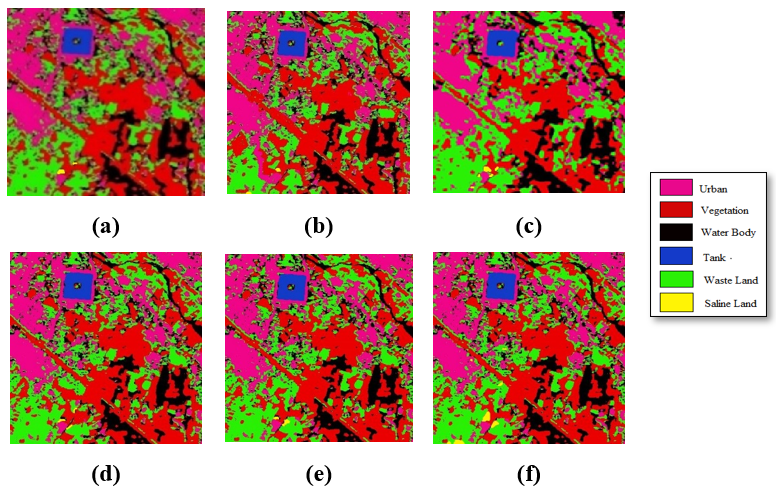 (a)
(b)
(c)
Urban
Vegetation
Water Body
Tank -
Waste Land
Saline Land
(d)
(e)
(f)